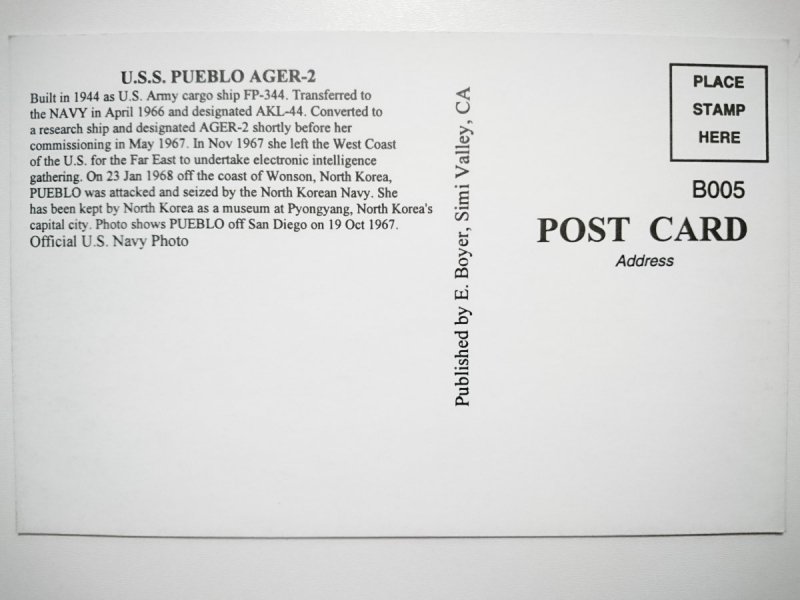 U.S.S. PUEBLO AGER-2
Built in 1944 as U.S. Army cargo ship FP-344. Transferred to
the NAVY in April 1966 and designated AKL-44. Converted to
a research ship and designated AGER-2 shortly before her
commissioning in May 1967. In Nov 1967 she left the West Coast
of the U.S. for the Far East to undertake electronic intelligence
gathering. On 23 Jan 1968 off the coast of Wonson, North Korea,
PUEBLO was attacked and seized by the North Korean Navy. She
has been kept by North Korea as a museum at Pyongyang, North Korea's
capital city. Photo shows PUEBLO off San Diego on 19 Oct 1967.
Official U.S. Navy Photo
Published by E. Boyer, Simi Valley, CA
PLACE
STAMP
HERE
B005
POST CARD
Address